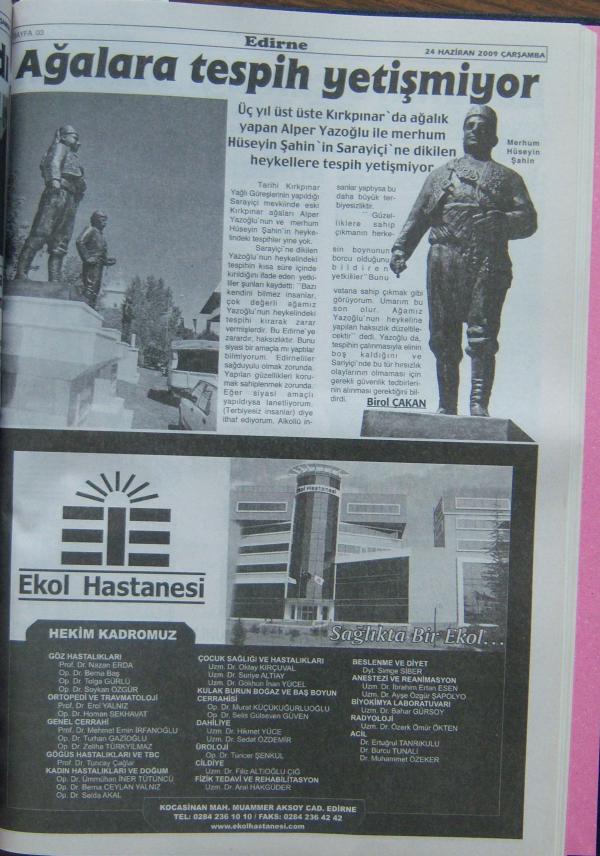 SAYFA 03
Edirne
24 HAZİRAN 2009 ÇARŞAMBA
Ağalara tespih yetişmiyor
Üç yıl üst üste Kırkpınar`da ağalık
yapan Alper Yazoğlu ile merhum
Hüseyin Şahin`in Sarayiçi`ne dikilen
heykellere tespih yetişmiyor
Merhum
Hüseyin
Şahin
Tarihi Kırkpınar
Yağlı Güreşlerinin yapıldığı
Sarayiçi mevkiinde eski
Kırkpınar ağaları Alper
Yazoğlu'nun ve merhum
Hüseyin Şahin'in heyke-
lindeki tespihler yine yok.
Sarayiçi'ne dikilen
Yazoğlu'nun heykelindeki
tespihin kısa süre içinde
kırıldığını ifade eden yetki-
liler şunları kaydetti: ``Bazı
kendini bilmez insanlar,
çok değerli ağamız
Yazoğlu'nun heykelindeki
tespihi kırarak zarar
vermişlerdir. Bu Edirne'ye
zarardır, haksızlıktır. Bunu
siyasi bir amaçla mı yaptılar
bilmiyorum. Edirneliler
sağduyulu olmak zorunda.
Yapılan güzellikleri koru-
mak sahiplenmek zorunda.
Eğer siyasi amaçlı
yapıldıysa lanetliyorum.
(Terbiyesiz insanlar) diye
ithaf ediyorum. Alkollü in-
sanlar yaptıysa bu
daha büyük ter-
biyesizliktir.
`` Güzel-
liklere sahip
çıkmanın herke-
sin boynunun
borcu olduğunu
bildiren
yetkililer``Bunu
vatana sahip çıkmak gibi
görüyorum. Umarım bu
son olur. Ağamız
Yazoğlu'nun heykeline
yapılan haksızlık düzeltile-
cektir`` dedi. Yazoğlu da,
tespihin çalınmasıyla elinin
boş kaldığını ve
Sariyiçi'nde bu tür hırsızlık
olaylarının olmaması için
gerekli güvenlik tedbirleri-
nin alınması gerektiğini bil-
dirdi.
Birol ÇAKAN
Ekol Hastanesi
Ekol Hastanesi
Sağlıkta Bir Ekol...
HEKİM KADROMUZ
GÖZ HASTALIKLARI
Prof. Dr. Nazan ERDA
Op. Dr. Berna Baş
Op. Dr. Tolga GÜRLÜ
Op. Dr. Soykan ÖZGÜR
ORTOPEDİ VE TRAVMATOLOJİ
Prof. Dr. Erol YALNIZ
Op. Dr. Homan SEKHAVAT
GENEL CERRAHİ
Prof. Dr. Mehmet Emin İRFANOĞLU
Op. Dr. Turhan GAZİOĞLU
Op. Dr. Zeliha TÜRKYILMAZ
GÖĞÜS HASTALIKLARI VE TBC
Prof. Dr. Tuncay Çağlar
KADIN HASTALIKLARI VE DOĞUM
Op. Dr. Ümmühan İNER TÜTÜNCÜ
Op. Dr. Berna CEYLAN YALNIZ
Op. Dr. Selda AKAL
ÇOCUK SAĞLIĞI VE HASTALIKLARI
Uzm. Dr. Oktay KIRÇUVAL
Uzm. Dr. Suriye ALTIAY
Uzm. Dr. Gökhun İnan YÜCEL
KULAK BURUN BOĞAZ VE BAŞ BOYUN
CERRAHİSİ
Op. Dr. Murat KÜÇÜKUĞURLUOĞLU
Op. Dr. Selis Gülseven GÜVEN
DAHİLİYE
Uzm. Dr. Hikmet YÜCE
Uzm. Dr. Sedat ÖZDEMİR
ÜROLOJİ
Op. Dr. Tuncer ŞENKUL
CİLDİYE
Uzm. Dr. Filiz ALTIOĞLU ÇIĞ
FİZİK TEDAVİ VE REHABİLİTASYON
Uzm. Dr. Aral HAKGÜDER
BESLENME VE DİYET
Dyt. Simge SİBER
ANESTEZİ VE REANİMASYON
Uzm. Dr. İbrahim Ertan ESEN
Uzm. Dr. Ayşe Özgür ŞAPOLYO
BİYOKİMYA LABORATUVARI
Uzm. Dr. Bahar GÜRSOY
RADYOLOJİ
Uzm. Dr. Özerk Ömür ÖKTEN
ACİL
Dr. Ertuğrul TANRIKULU
Dr. Burcu TUNALI
Dr. Muhammet ÖZEKER
KOCASİNAN MAH. MUAMMER AKSOY CAD. EDİRNE
TEL: 0284 236 10 10 / FAKS: 0284 236 42 42
www.ekolhastanesi.com